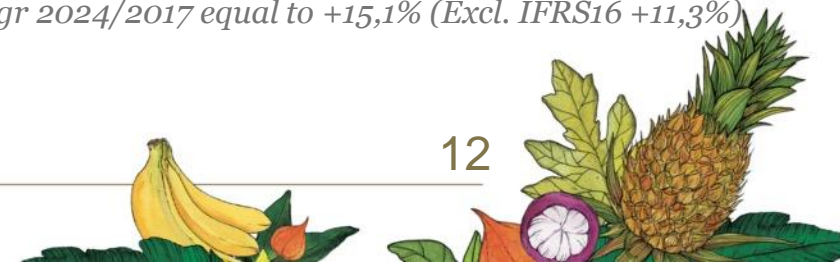 gr 2024/2017 equal to +15,1% (Excl. IFRS16 +11,3%)
12